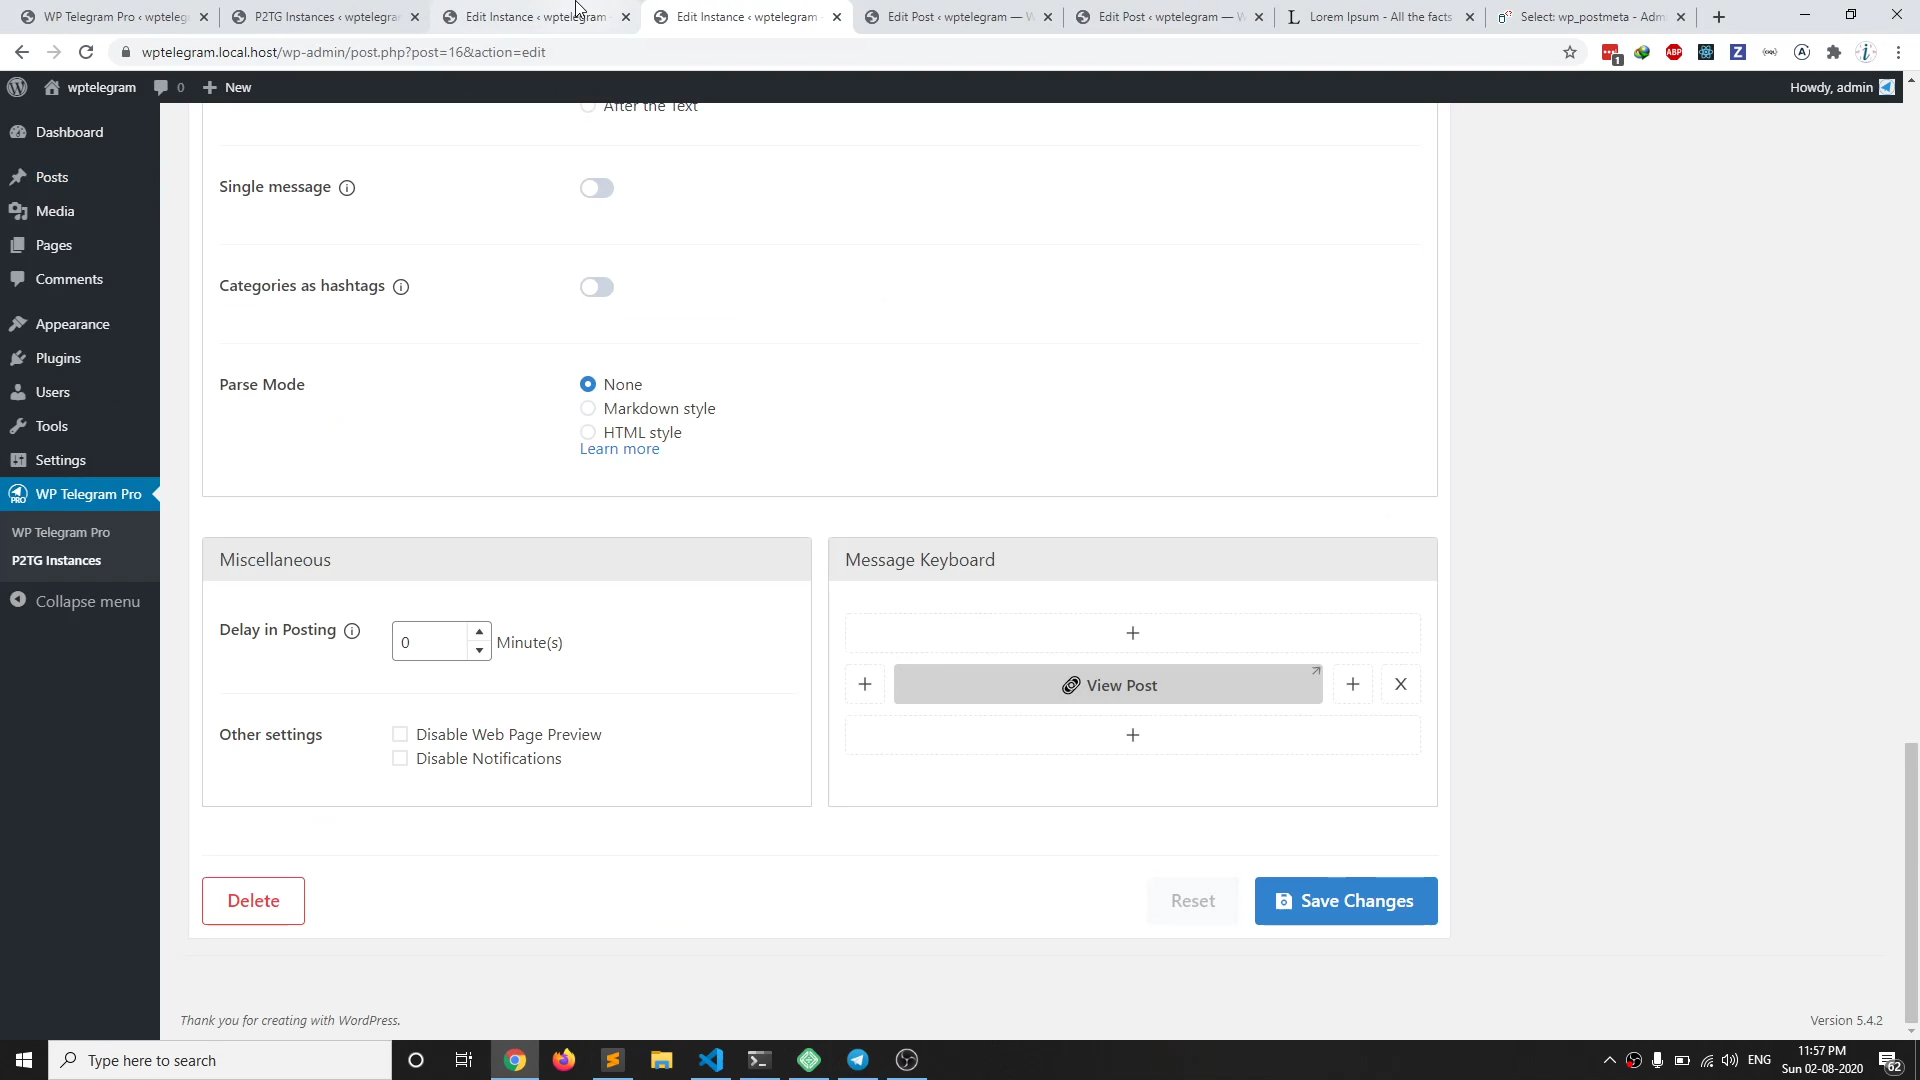 WP Telegram Pro ‹ wpteleg
P2TG Instances ‹ wptelegra
Edit Instance ‹ wptelegram
Edit Instance ‹ wptelegram
Edit Post ‹ wptelegram — W
Edit Post ‹ wptelegram — W
Lorem Ipsum - All the facts
Select: wp_postmeta - Adm
wptelegram.local.host/wp-admin/post.php?post=16&action=edit
wptelegram
0
New
Howdy, admin
Dashboard
Posts
Media
Pages
Comments
Appearance
Plugins
Users
Tools
Settings
WP Telegram Pro
WP Telegram Pro
P2TG Instances
Collapse menu
After the Text
Single message
Categories as hashtags
Parse Mode
None
Markdown style
HTML style
Learn more
Miscellaneous
Delay in Posting
0
Minute(s)
Other settings
Disable Web Page Preview
Disable Notifications
Message Keyboard
+
+
View Post
+
X
+
Delete
Reset
Save Changes
Thank you for creating with WordPress.
Version 5.4.2
Type here to search
ENG
11:57 PM
Sun 02-08-2020
62